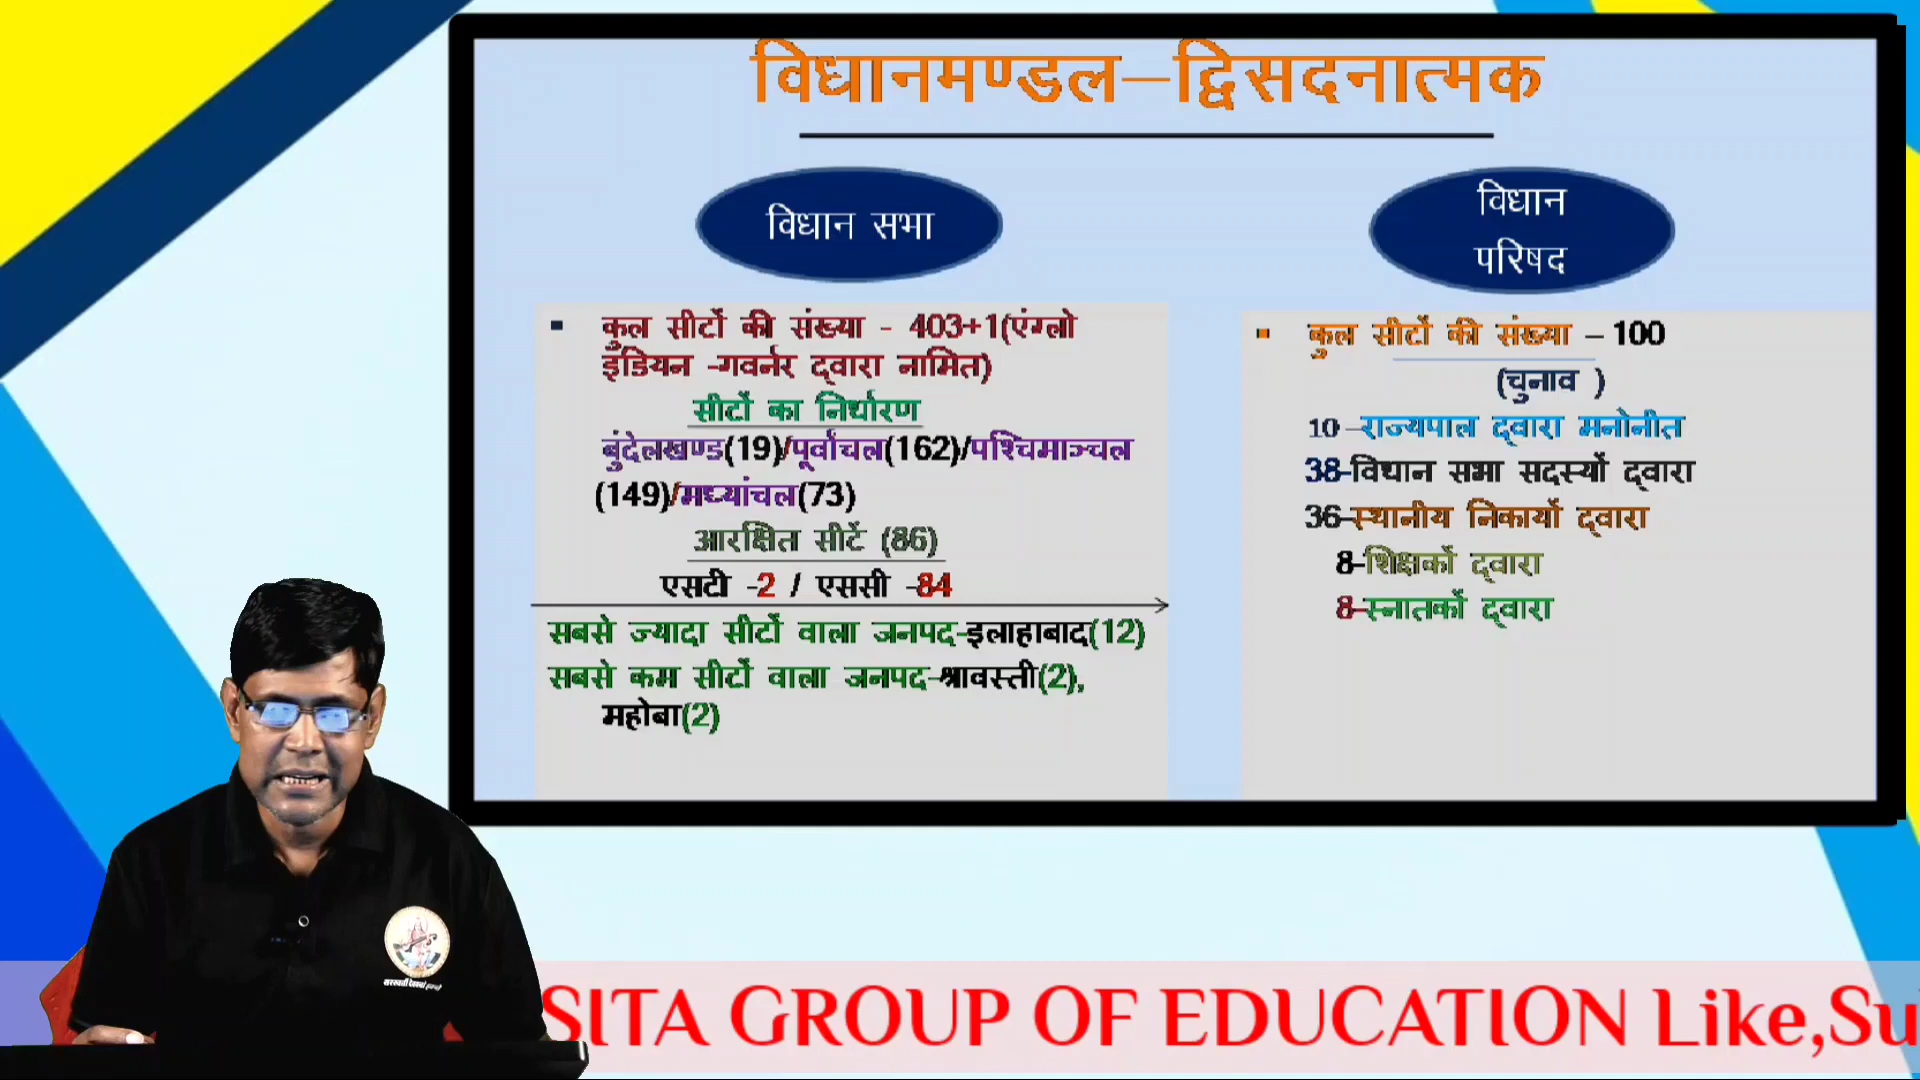 विधानमण्डल–द्विसदनात्मक
विधान सभा
▪ कुल सीटों की संख्या - 403+1(एंग्लो
इंडियन -गवर्नर द्वारा नामित)
सीटों का निर्धारण
बुंदेलखण्ड(19)/पूर्वांचल(162)/पश्चिमाञ्चल
(149)/मध्यांचल(73)
आरक्षित सीटें (86)
एसटी -2 / एससी -84
सबसे ज्यादा सीटों वाला जनपद-इलाहाबाद(12)
सबसे कम सीटों वाला जनपद-श्रावस्ती(2),
महोबा(2)
विधान
परिषद
▪ कुल सीटों की संख्या – 100
(चुनाव )
10 –राज्यपाल द्वारा मनोनीत
38-विधान सभा सदस्यों द्वारा
36-स्थानीय निकायों द्वारा
8-शिक्षकों द्वारा
8-स्नातकों द्वारा
SITA GROUP OF EDUCATION Like,Su